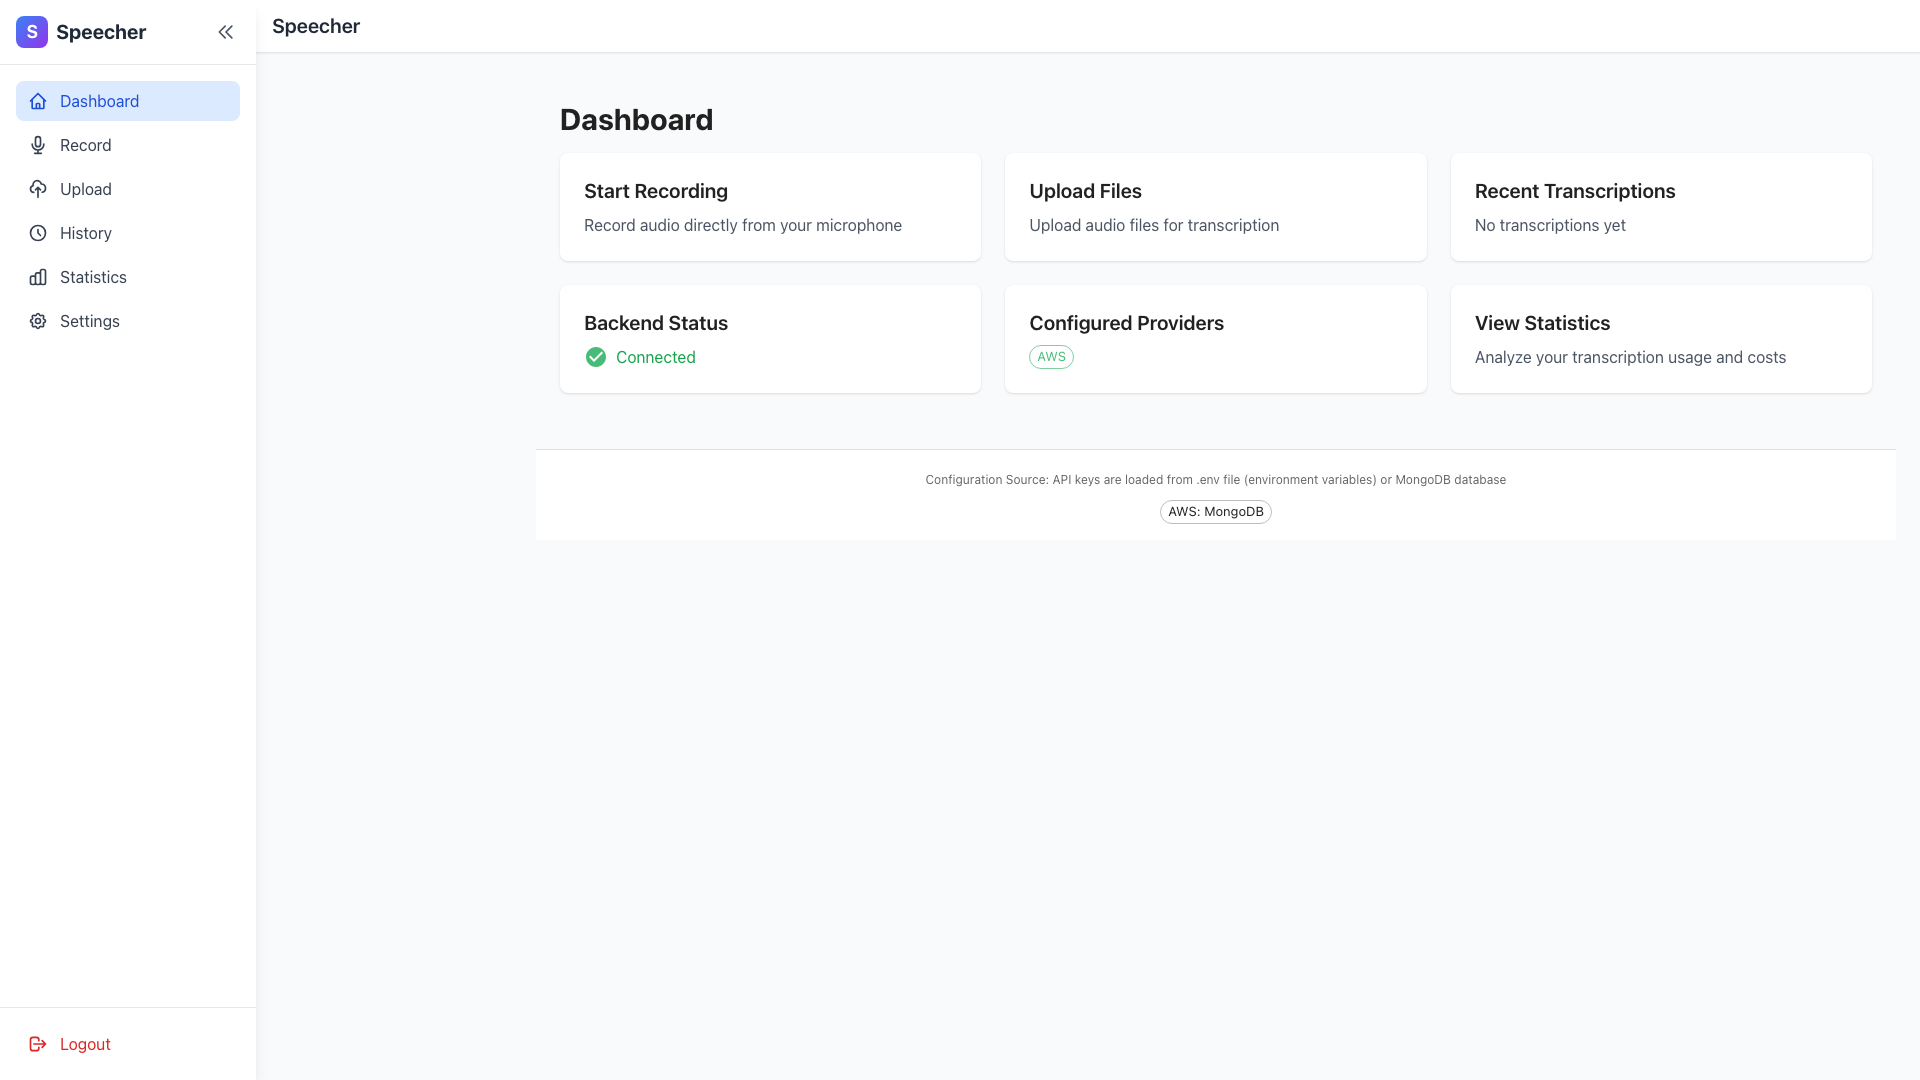 S Speecher
Dashboard
Record
Upload
History
Statistics
Settings
Logout
Speecher
Dashboard
Start Recording
Record audio directly from your microphone
Upload Files
Upload audio files for transcription
Recent Transcriptions
No transcriptions yet
Backend Status
Connected
Configured Providers
AWS
View Statistics
Analyze your transcription usage and costs
Configuration Source: API keys are loaded from .env file (environment variables) or MongoDB database
AWS: MongoDB